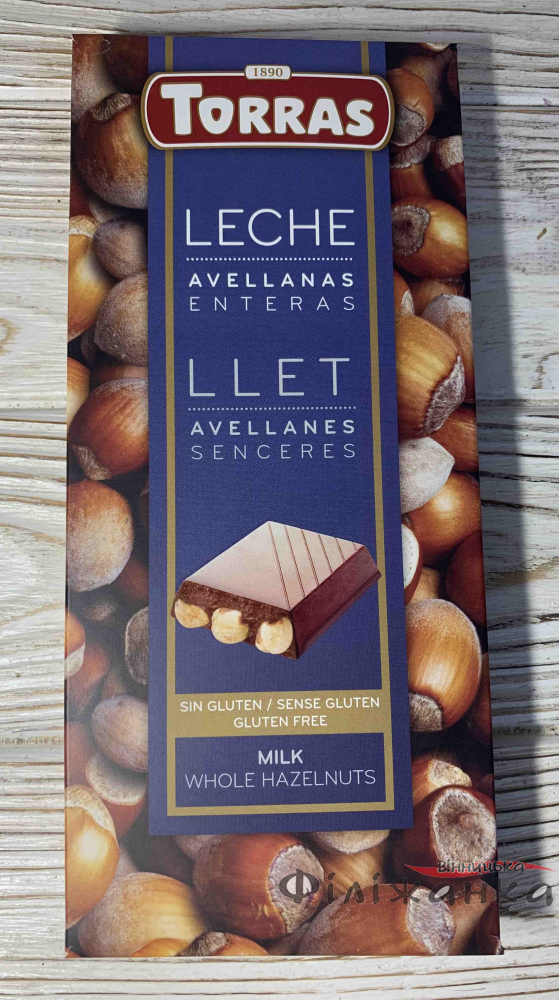 1890
TORRAS
LECHE
AVELLANAS
ENTERAS
LLET
AVELLANES
SENCERES
SIN GLUTEN / SENSE GLUTEN
GLUTEN FREE
MILK
WHOLE HAZELNUTS
вінницька
Філіжанка